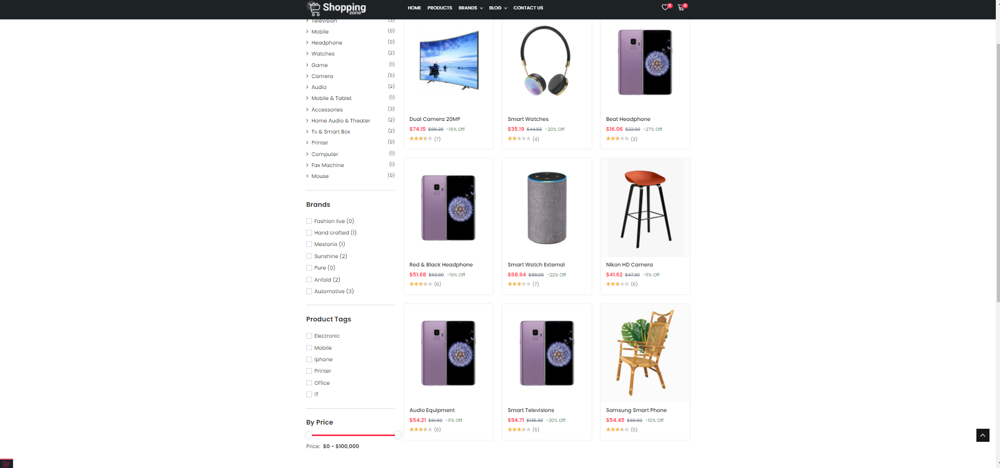 Shopping
zone
HOME
PRODUCTS
BRANDS
BLOG
CONTACT US
0
0
Television (3)
Mobile (0)
Headphone (0)
Watches (2)
Game (1)
Camera (5)
Audio (2)
Mobile & Tablet (1)
Accessories (3)
Home Audio & Theater (2)
Tv & Smart Box (2)
Printer (0)
Computer (1)
Fax Machine (1)
Mouse (0)
Brands
Fashion live (0)
Hand crafted (1)
Mestonix (1)
Sunshine (2)
Pure (0)
Anfold (2)
Automotive (3)
Product Tags
Electronic
Mobile
Iphone
Printer
Office
IT
By Price
Price: $0 - $100,000
Dual Camera 20MP
$74.15 $88.28 -16% Off
(7)
Smart Watches
$35.19 $44.55 -20% Off
(4)
Beat Headphone
$16.06 $22.00 -27% Off
(3)
Red & Black Headphone
$51.68 $63.80 -19% Off
(6)
Smart Watch External
$68.64 $88.00 -22% Off
(7)
Nikon HD Camera
$41.62 $47.30 -11% Off
(6)
Audio Equipment
$54.21 $61.60 -11% Off
(5)
Smart Televisions
$94.71 $135.30 -30% Off
(5)
Samsung Smart Phone
$54.45 $60.50 -10% Off
(5)